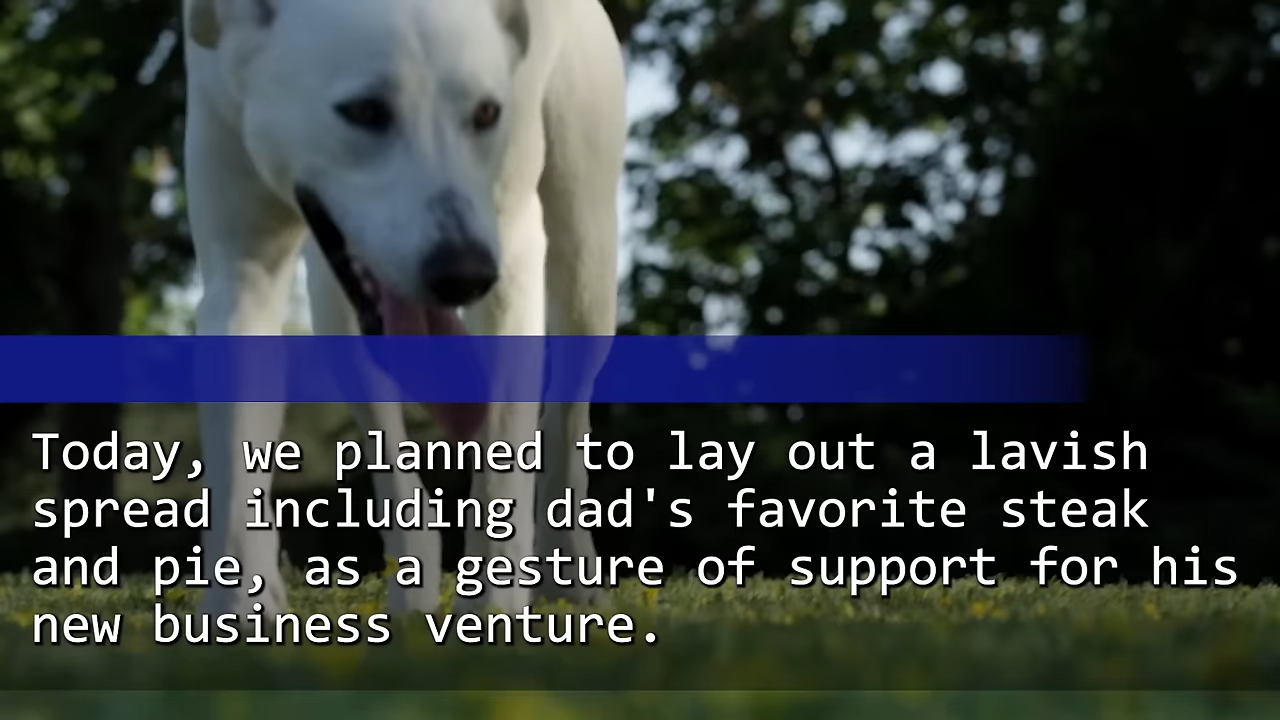 Today, we planned to lay out a lavish
spread including dad's favorite steak
and pie, as a gesture of support for his
new business venture.